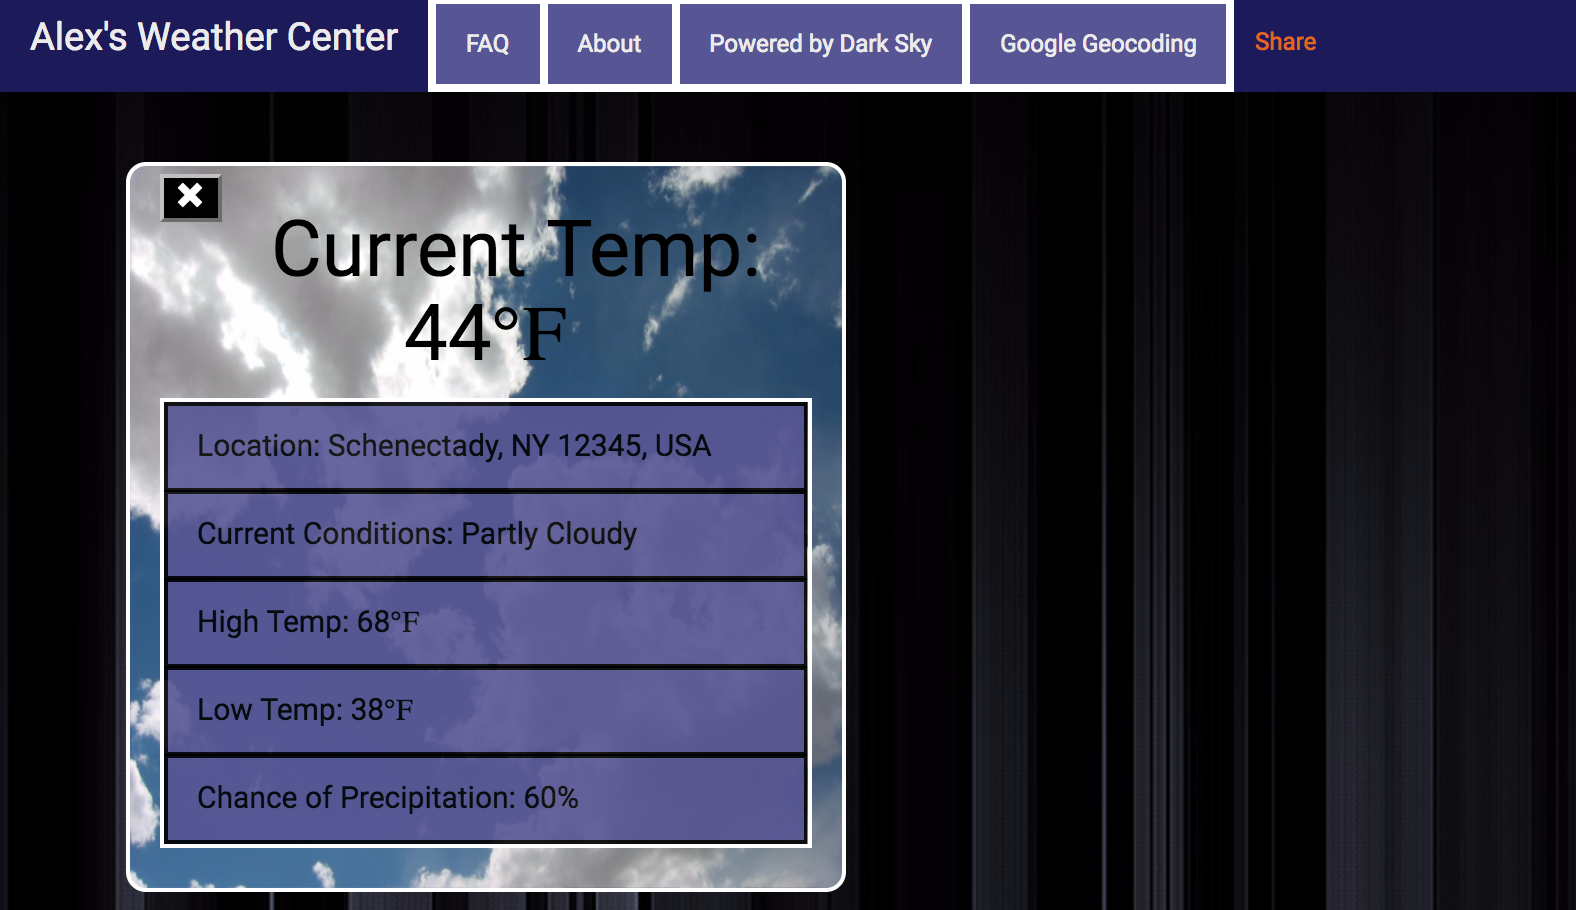 Alex's Weather Center FAQ About Powered by Dark Sky Google Geocoding Share
✖
Current Temp:
44°F
Location: Schenectady, NY 12345, USA
Current Conditions: Partly Cloudy
High Temp: 68°F
Low Temp: 38°F
Chance of Precipitation: 60%